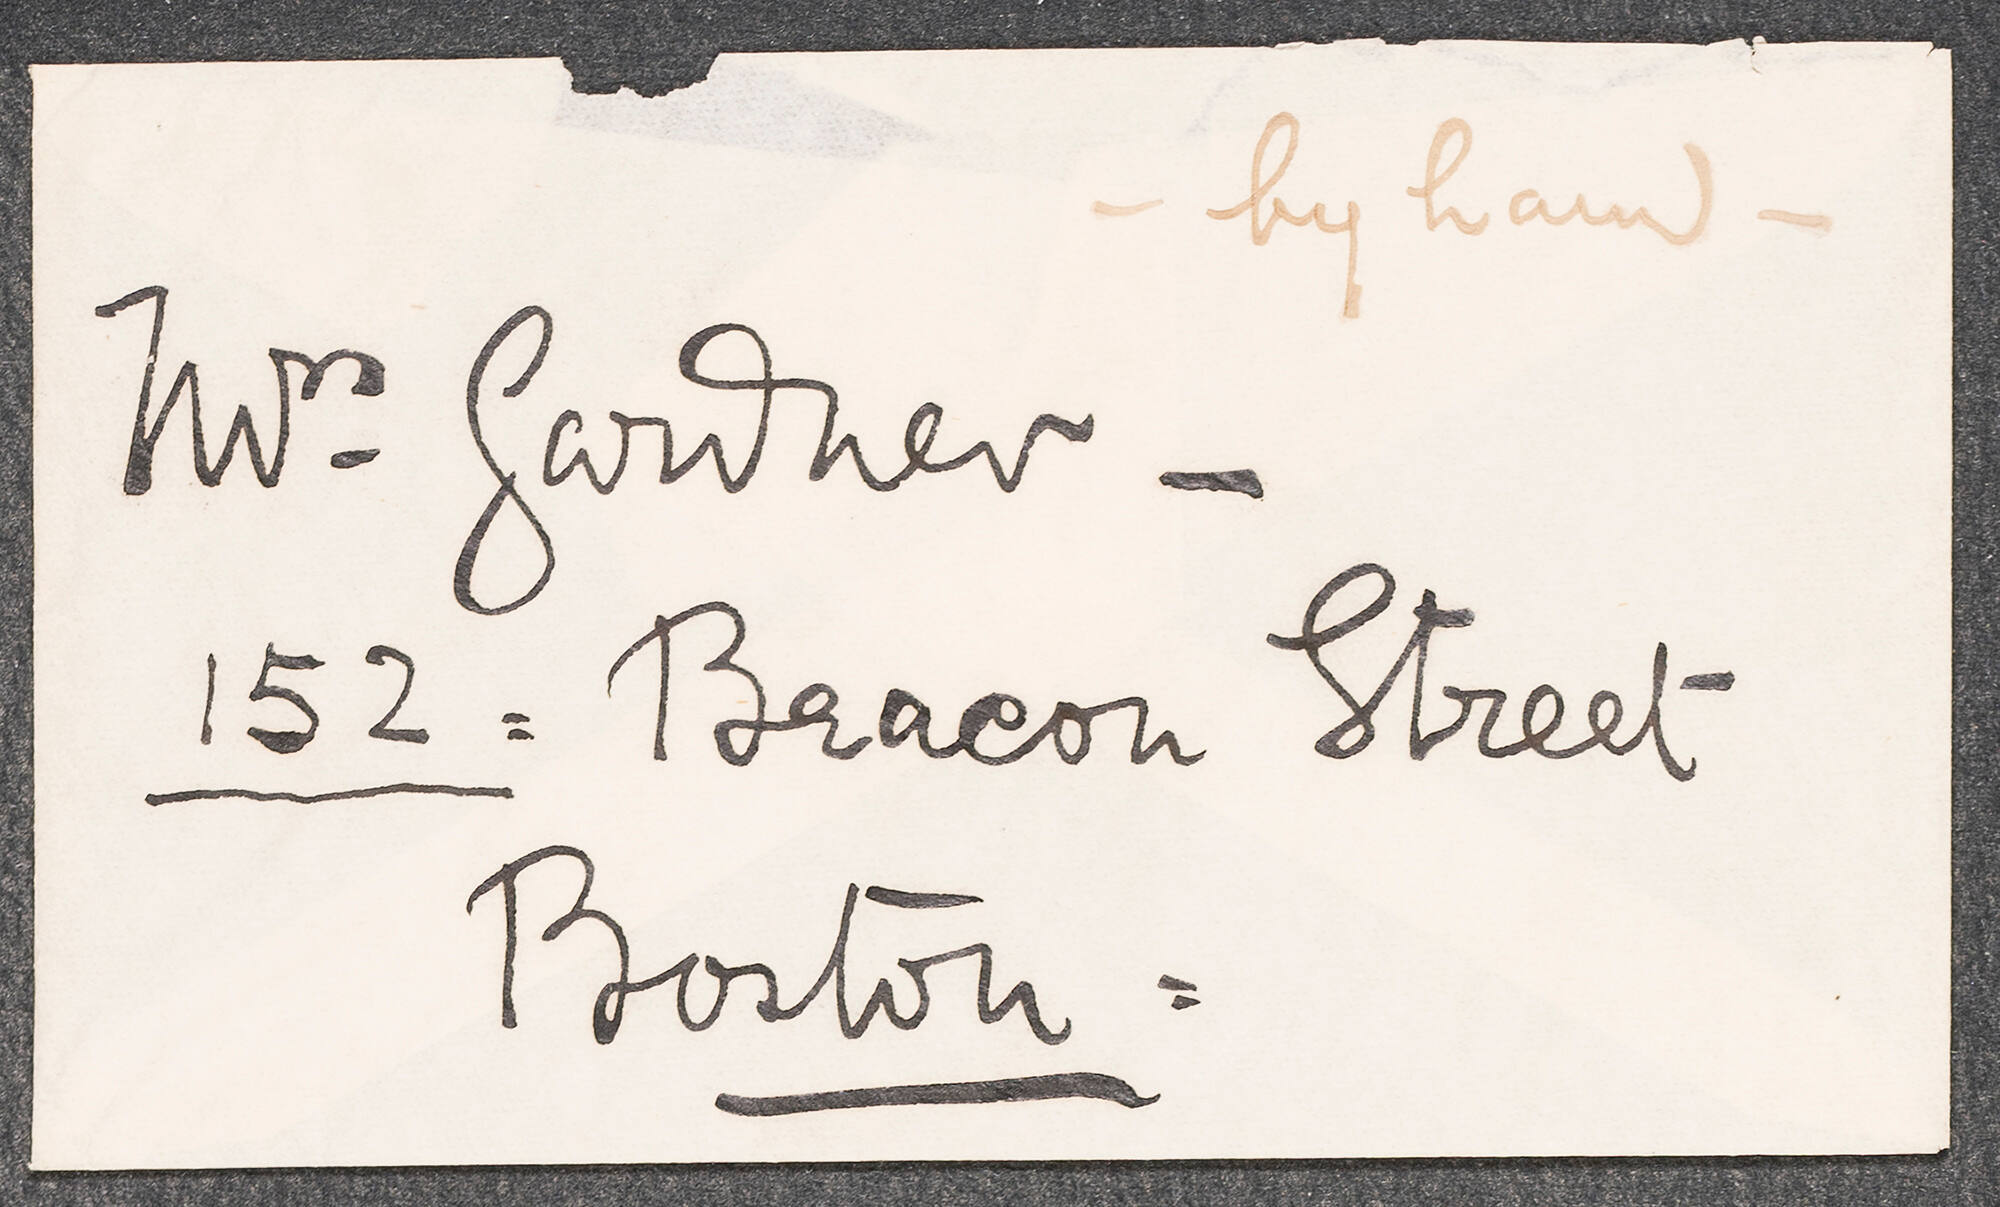 - by hand -
Mrs. Gardner -
152 = Beacon Street
Boston =